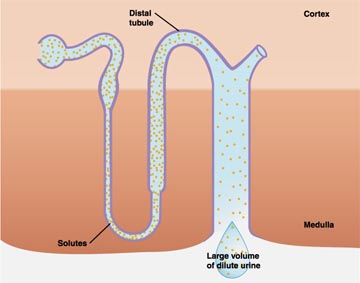 Distal
tubule
Cortex
Medulla
Solutes
Large volume
of dilute urine